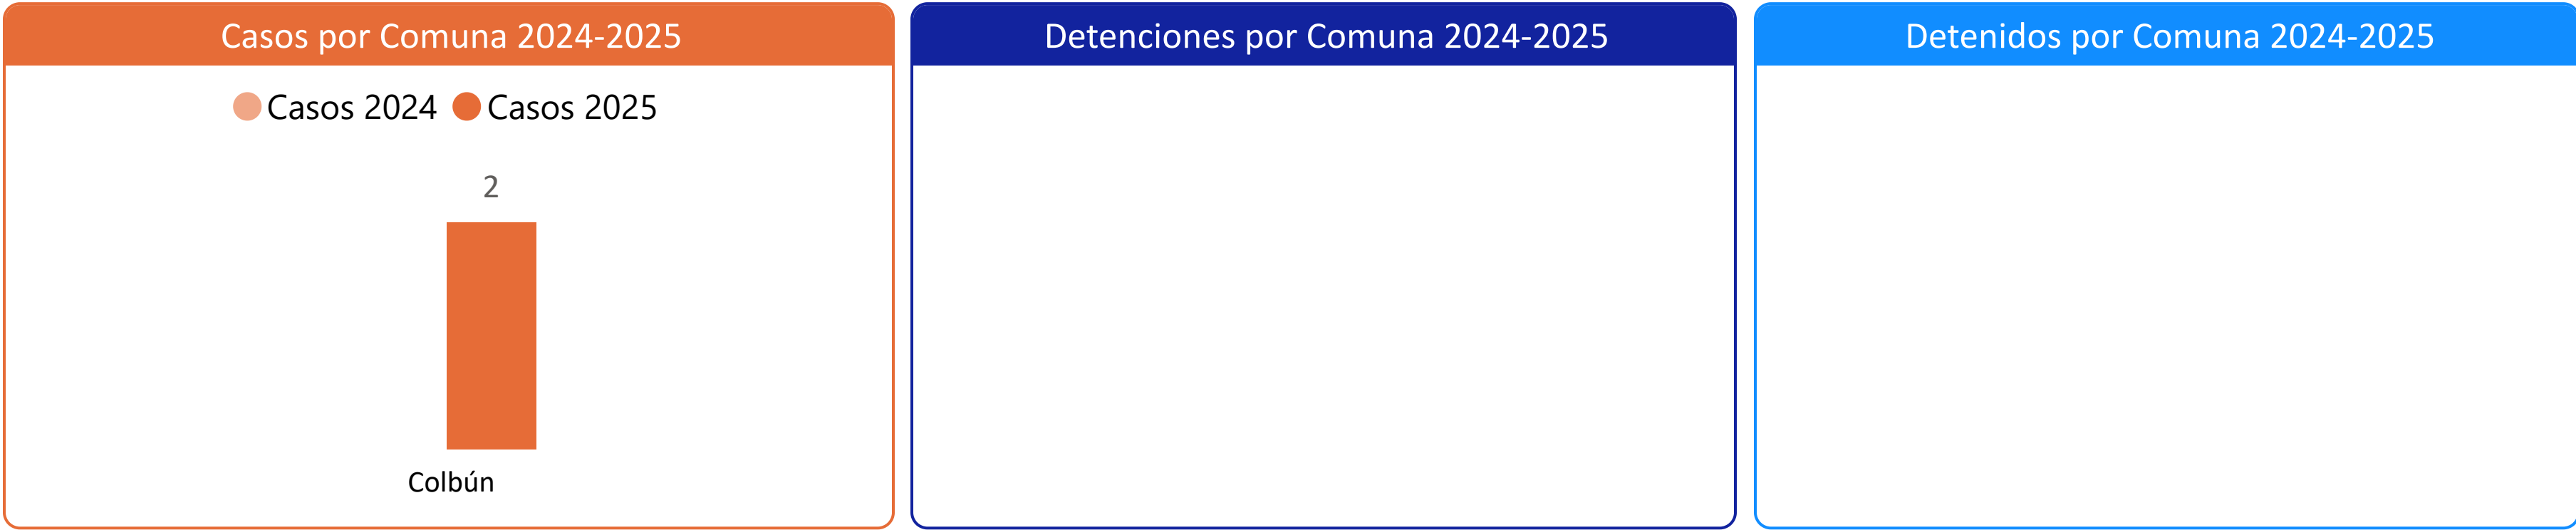 Casos por Comuna 2024-2025
Casos 2024 Casos 2025
2
Colbún
Detenciones por Comuna 2024-2025
Detenidos por Comuna 2024-2025